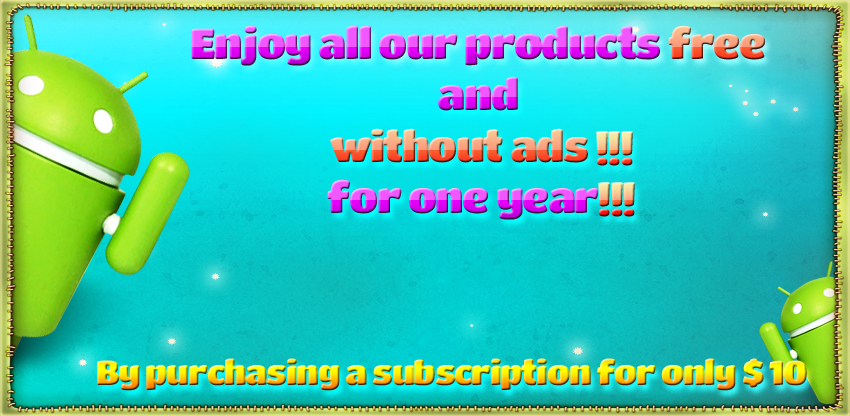 Enjoy all our products free
and
without ads !!!
for one year!!!
By purchasing a subscription for only $ 10